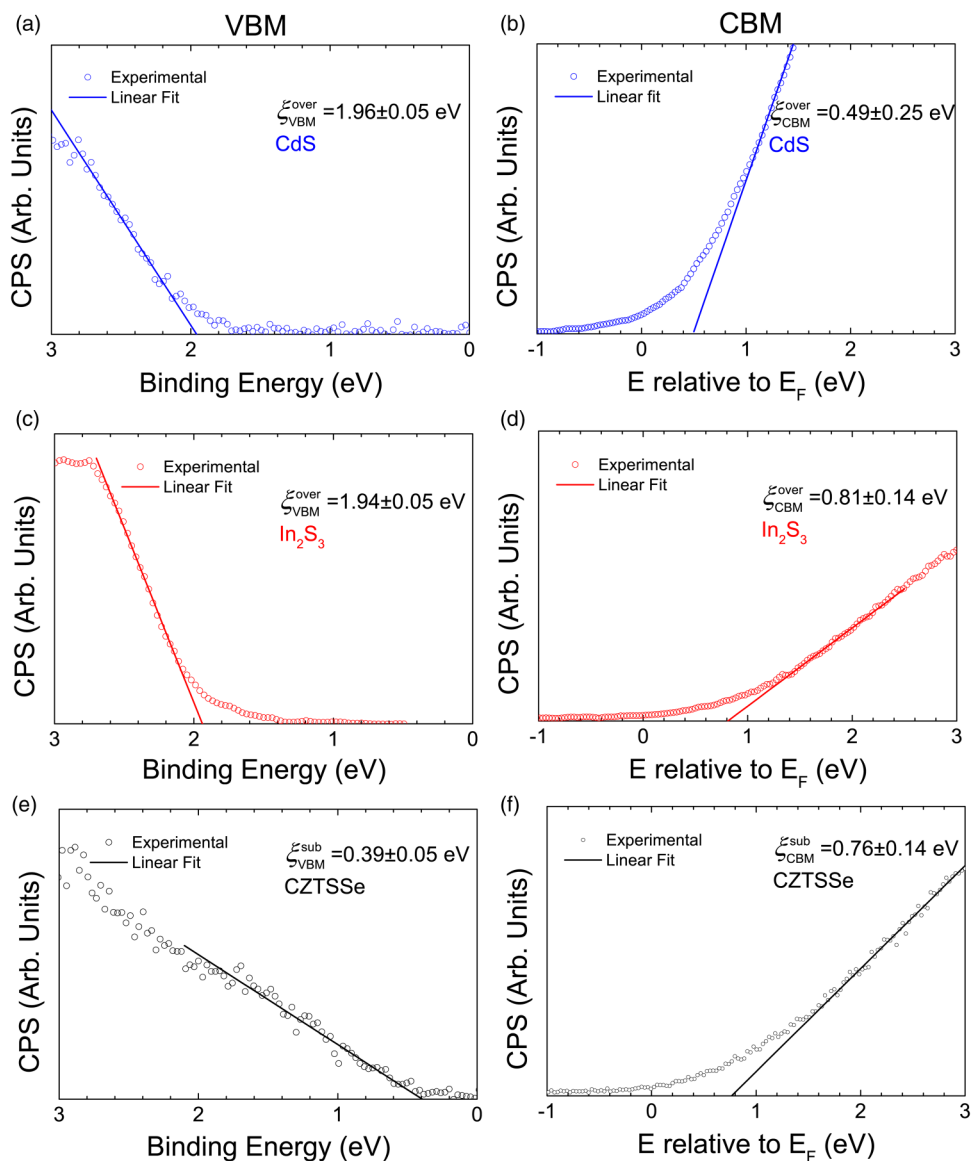 (a) VBM
Experimental
Linear Fit
ξ^over_VBM =1.96±0.05 eV
CdS
CPS (Arb. Units)
3 2 1 0
Binding Energy (eV)
(b) CBM
Experimental
Linear fit
ξ^over_CBM =0.49±0.25 eV
CdS
CPS (Arb. Units)
-1 0 1 2 3
E relative to E_F (eV)
(c)
Experimental
Linear Fit
ξ^over_VBM =1.94±0.05 eV
In₂S₃
CPS (Arb. Units)
3 2 1 0
Binding Energy (eV)
(d)
Experimental
Linear Fit
ξ^over_CBM =0.81±0.14 eV
In₂S₃
CPS (Arb. Units)
-1 0 1 2 3
E relative to E_F (eV)
(e)
Experimental
Linear Fit
ξ^sub_VBM =0.39±0.05 eV
CZTSSe
CPS (Arb. Units)
3 2 1 0
Binding Energy (eV)
(f)
Experimental
Linear Fit
ξ^sub_CBM =0.76±0.14 eV
CZTSSe
CPS (Arb. Units)
-1 0 1 2 3
E relative to E_F (eV)